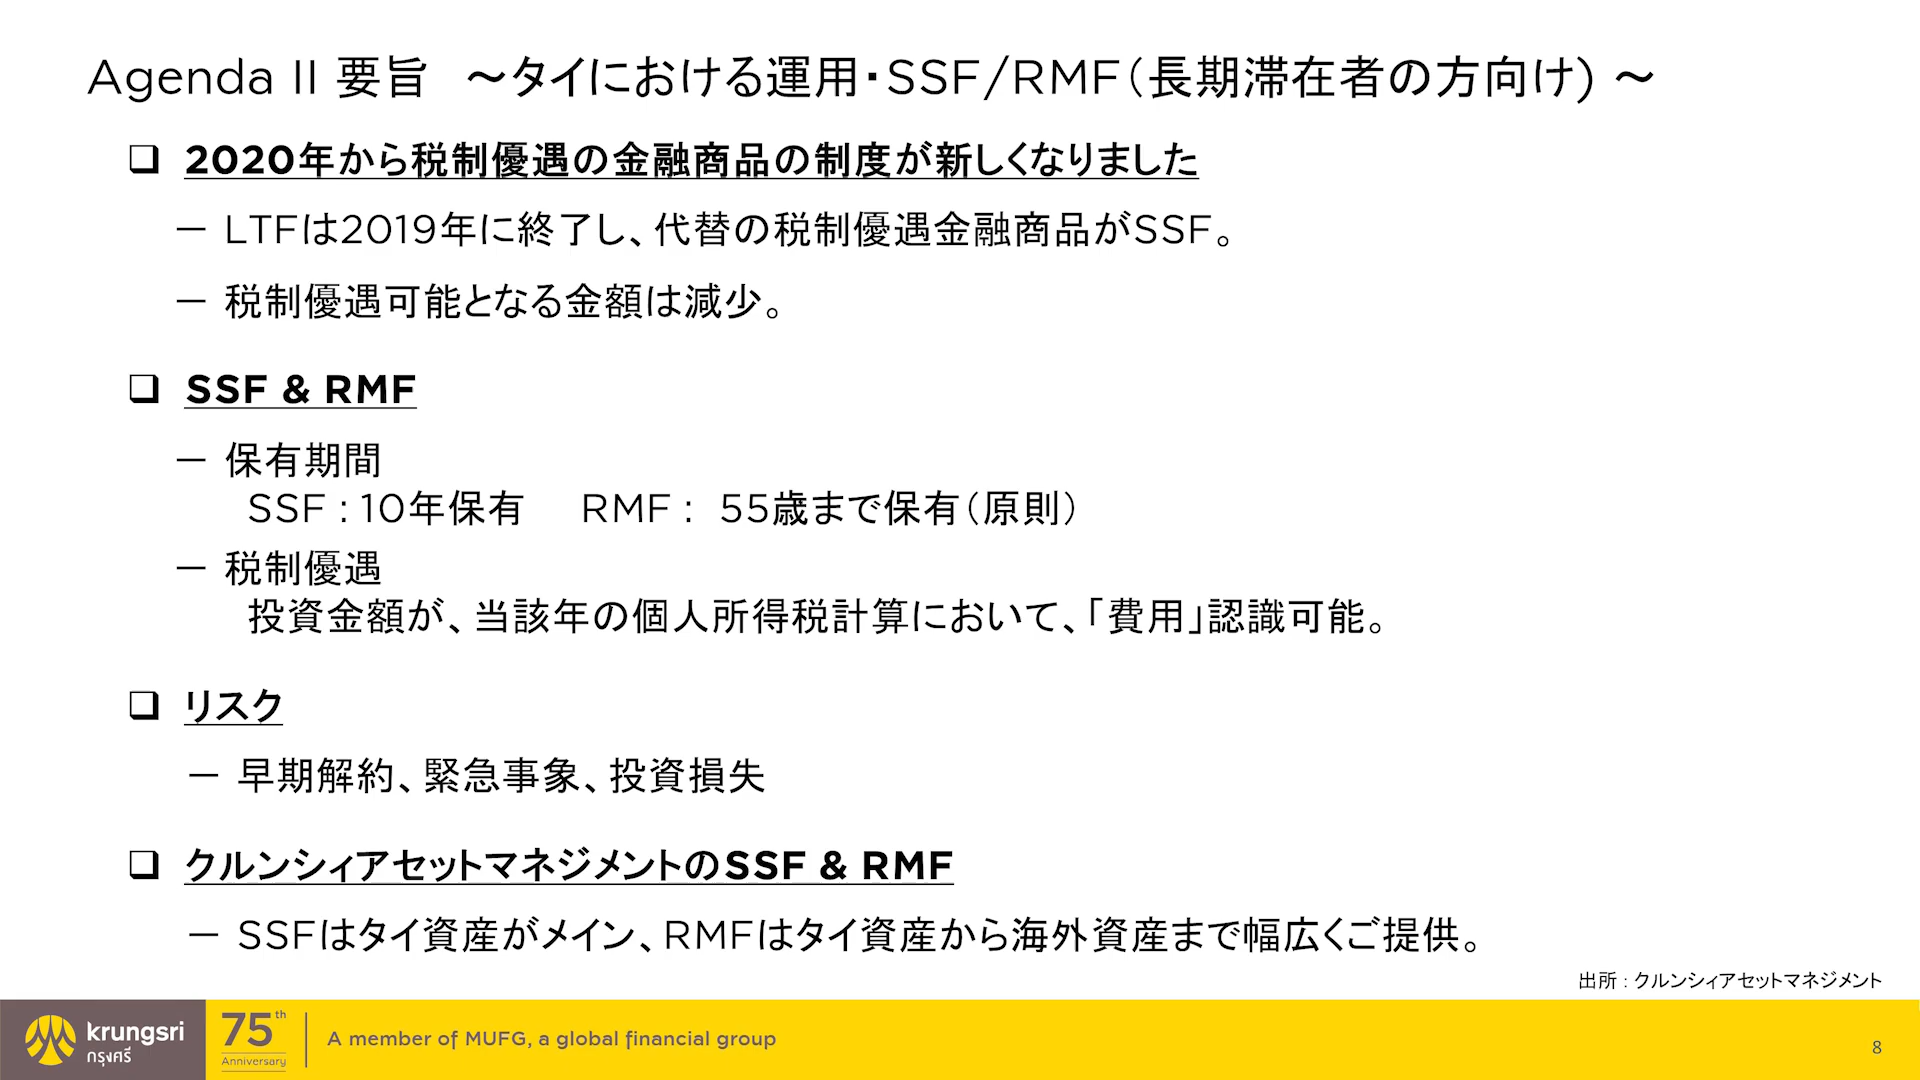 Agenda II 要旨　～タイにおける運用・SSF/RMF（長期滞在者の方向け) ～
❑ 2020年から税制優遇の金融商品の制度が新しくなりました
－ LTFは2019年に終了し、代替の税制優遇金融商品がSSF。
－ 税制優遇可能となる金額は減少。
❑ SSF & RMF
－ 保有期間
SSF : 10年保有　 RMF :  55歳まで保有（原則）
－ 税制優遇
投資金額が、当該年の個人所得税計算において、「費用」認識可能。
❑ リスク
－ 早期解約、緊急事象、投資損失
❑ クルンシィアセットマネジメントのSSF & RMF
－ SSFはタイ資産がメイン、RMFはタイ資産から海外資産まで幅広くご提供。
出所 : クルンシィアセットマネジメント
krungsri
กรุงศรี
75th
Anniversary
A member of MUFG, a global financial group
8